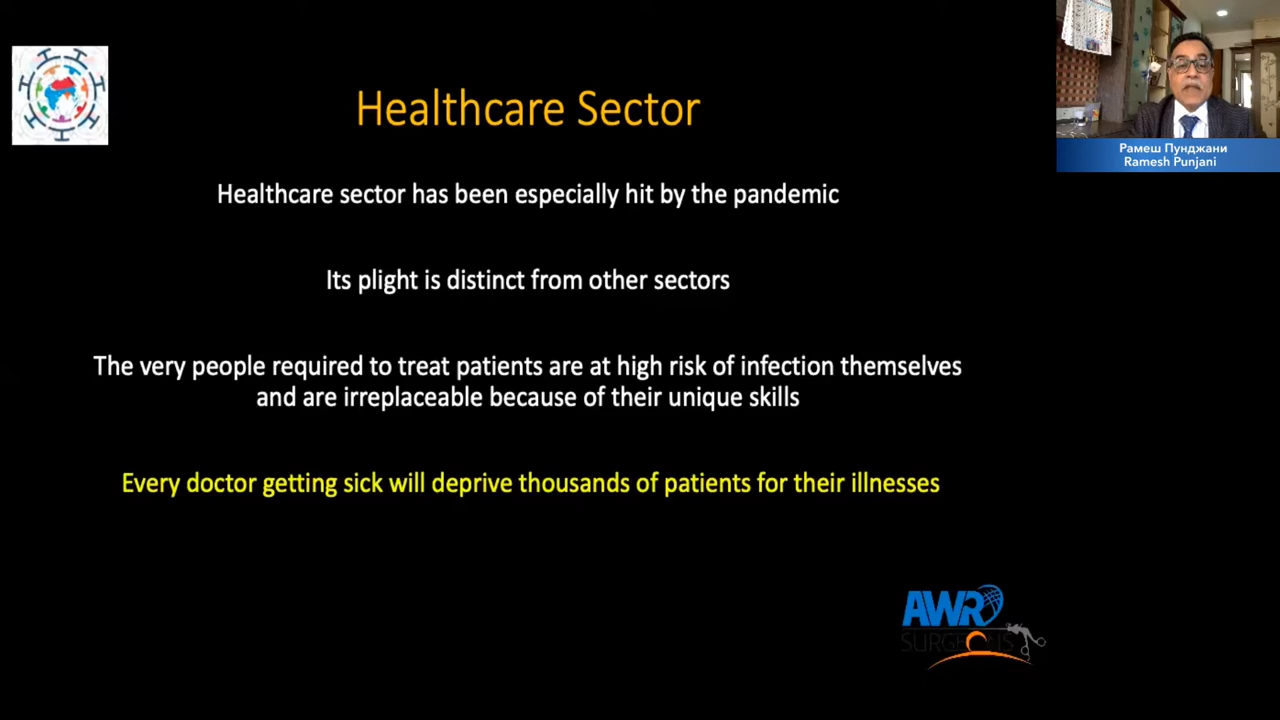 Healthcare Sector
Рамеш Пунджани
Ramesh Punjani
Healthcare sector has been especially hit by the pandemic
Its plight is distinct from other sectors
The very people required to treat patients are at high risk of infection themselves
and are irreplaceable because of their unique skills
Every doctor getting sick will deprive thousands of patients for their illnesses
AWR
SURGEONS